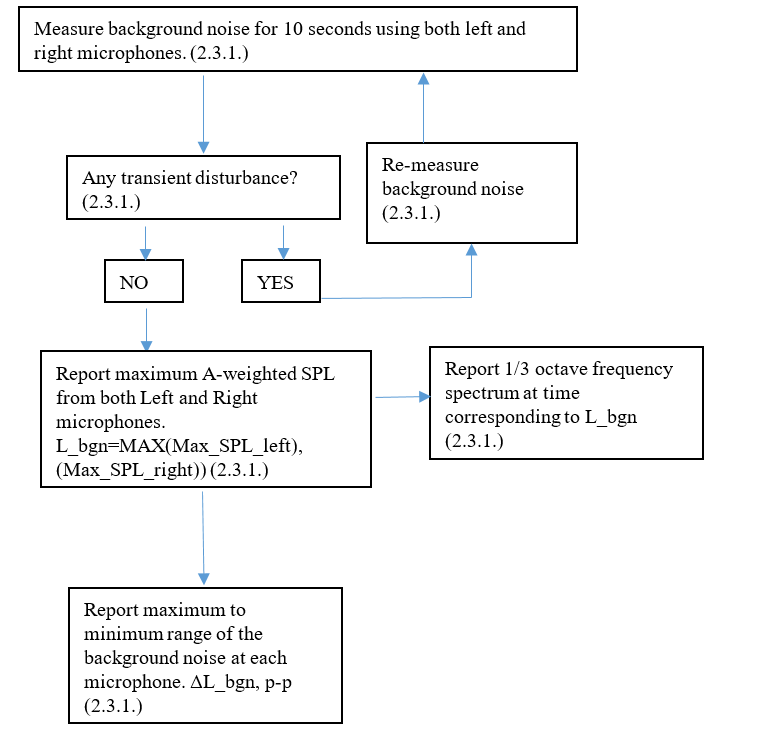 Measure background noise for 10 seconds using both left and
right microphones. (2.3.1.)
Any transient disturbance?
(2.3.1.)
Re-measure
background noise
(2.3.1.)
NO
YES
Report maximum A-weighted SPL
from both Left and Right
microphones.
L_bgn=MAX(Max_SPL_left),
(Max_SPL_right)) (2.3.1.)
Report 1/3 octave frequency
spectrum at time
corresponding to L_bgn
(2.3.1.)
Report maximum to
minimum range of the
background noise at each
microphone. ΔL_bgn, p-p
(2.3.1.)